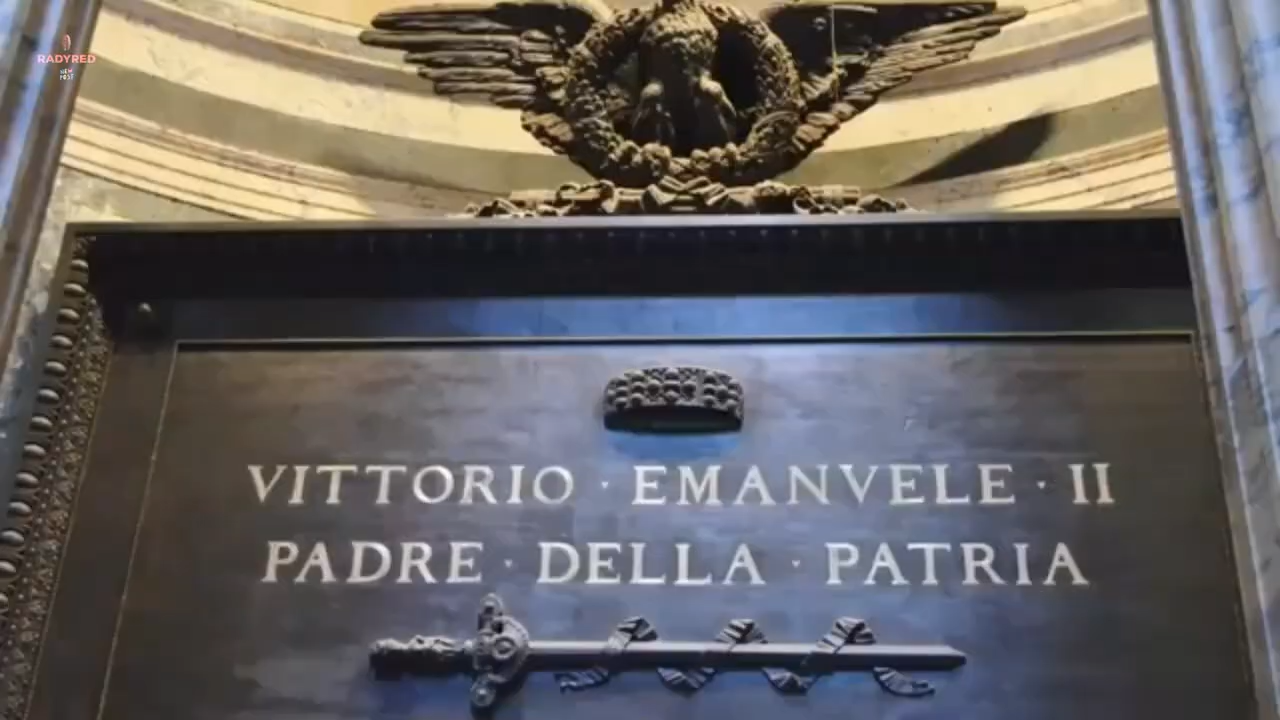 RADYRED
VITTORIO · EMANVELE · II
PADRE · DELLA · PATRIA